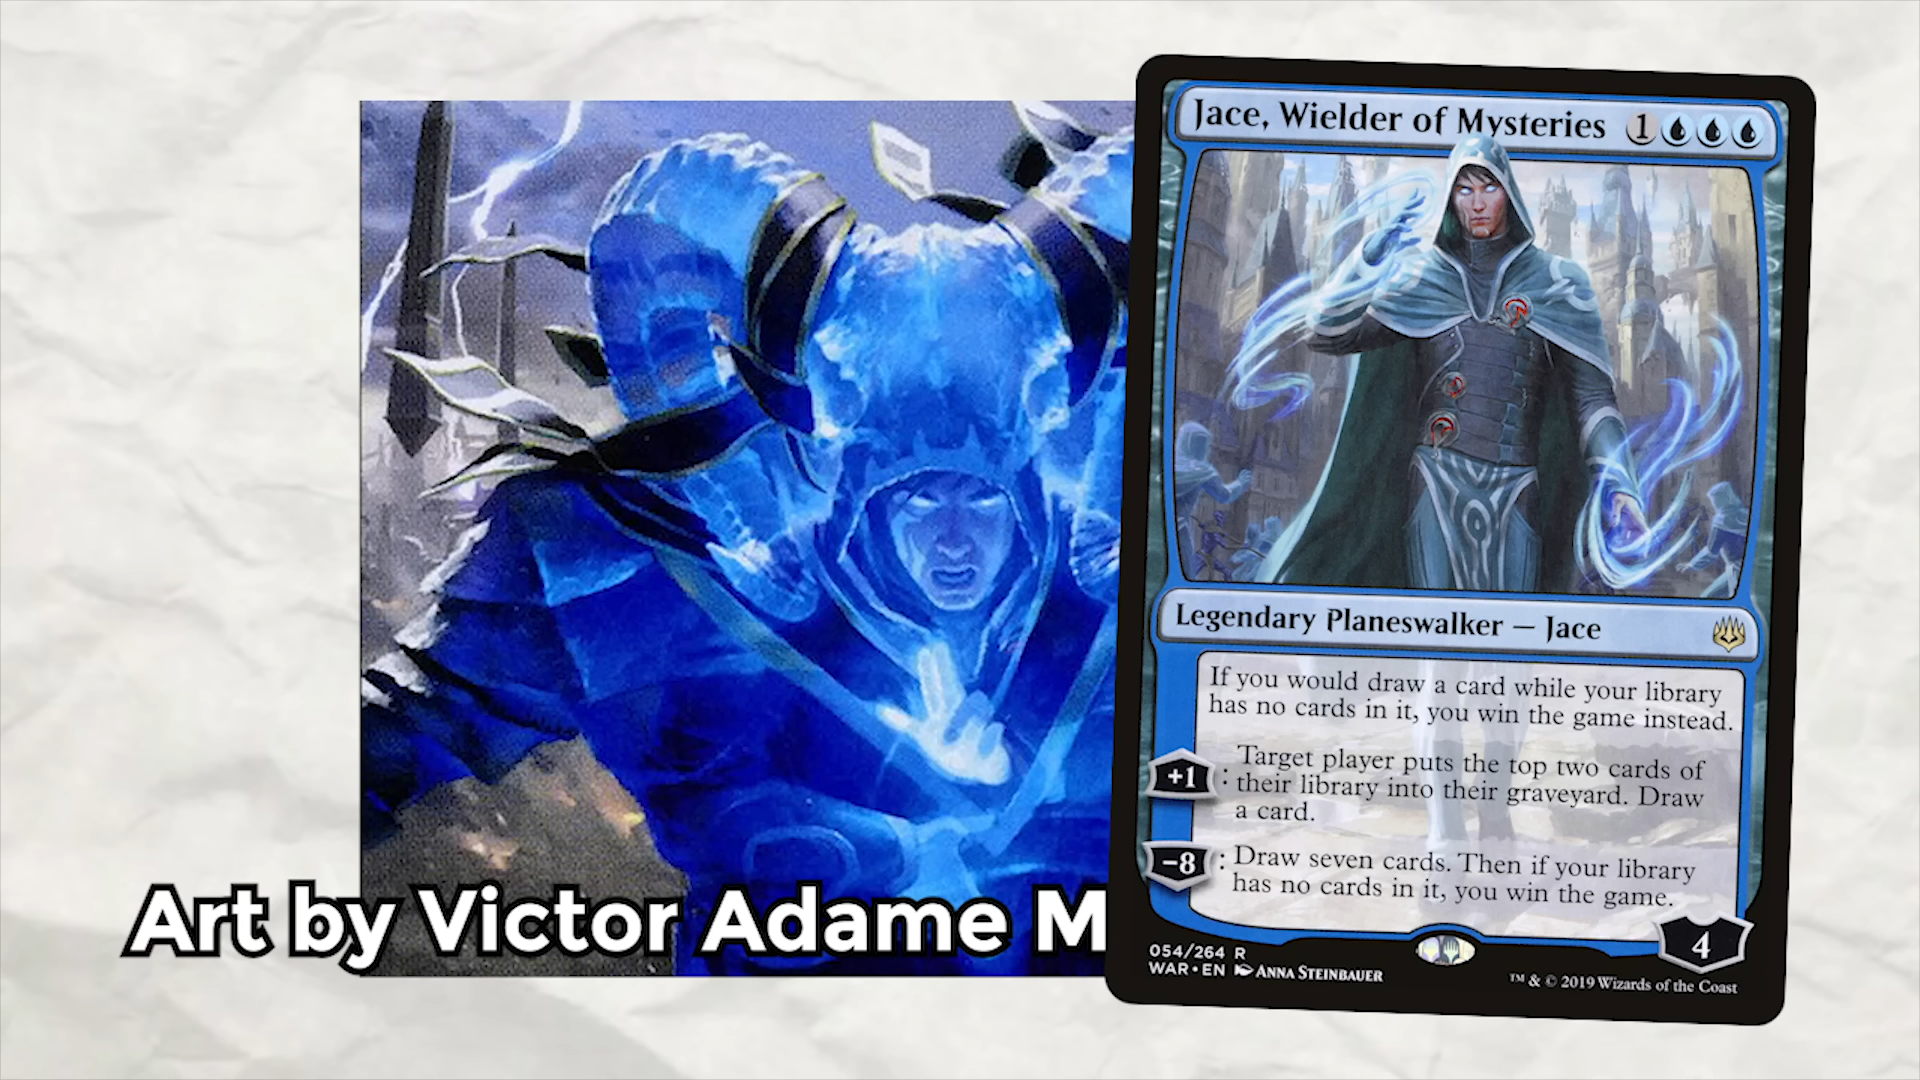 Jace, Wielder of Mysteries 1
Legendary Planeswalker — Jace
If you would draw a card while your library
has no cards in it, you win the game instead.
+1: Target player puts the top two cards of
their library into their graveyard. Draw
a card.
−8: Draw seven cards. Then if your library
has no cards in it, you win the game.
4
054/264 R
WAR • EN ANNA STEINBAUER
™ & © 2019 Wizards of the Coast
Art by Victor Adame M